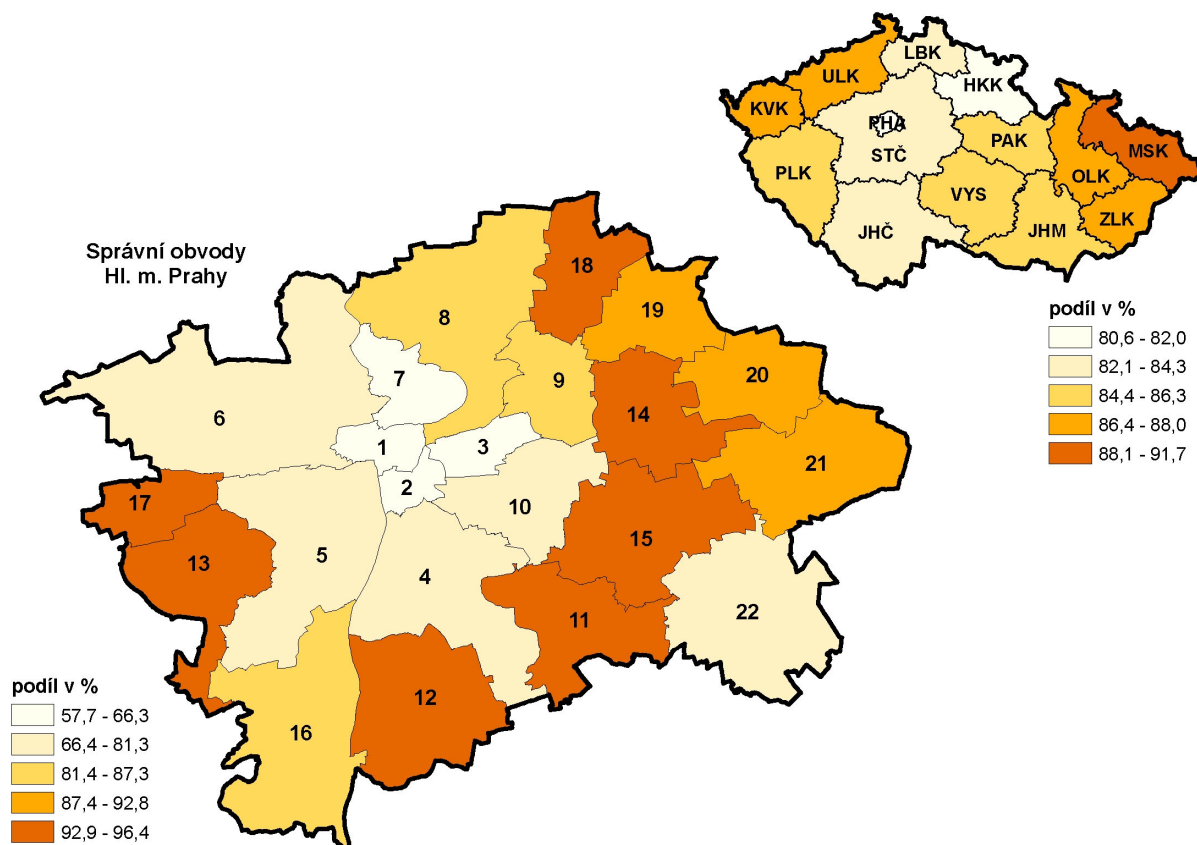 LBK
ULK
HKK
KVK
PHA
PAK
MSK
STČ
PLK
OLK
VYS
ZLK
JHČ
JHM
podíl v %
80,6 - 82,0
82,1 - 84,3
84,4 - 86,3
86,4 - 88,0
88,1 - 91,7
Správní obvody
Hl. m. Prahy
18
19
8
7
9
20
6
14
1
3
21
2
17
10
15
5
13
4
22
11
12
16
podíl v %
57,7 - 66,3
66,4 - 81,3
81,4 - 87,3
87,4 - 92,8
92,9 - 96,4